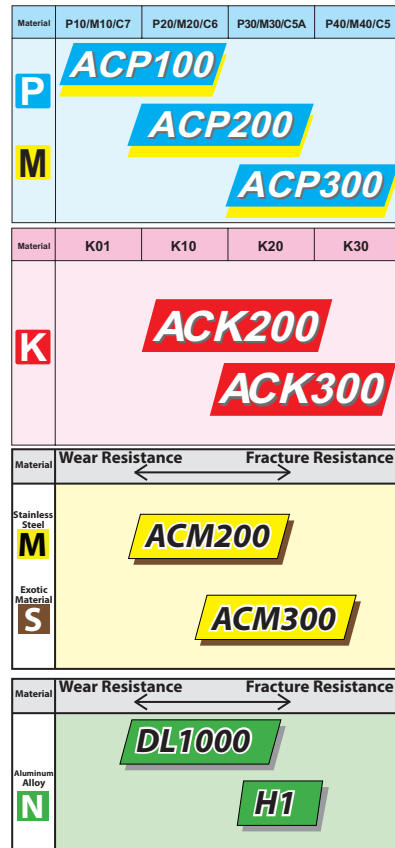 Material P10/M10/C7 P20/M20/C6 P30/M30/C5A P40/M40/C5
ACP100
P
ACP200
M
ACP300
Material K01 K10 K20 K30
ACK200
K
ACK300
Material Wear Resistance Fracture Resistance
Stainless
Steel
M
ACM200
Exotic
Material
S
ACM300
Material Wear Resistance Fracture Resistance
DL1000
Aluminum
Alloy
N
H1